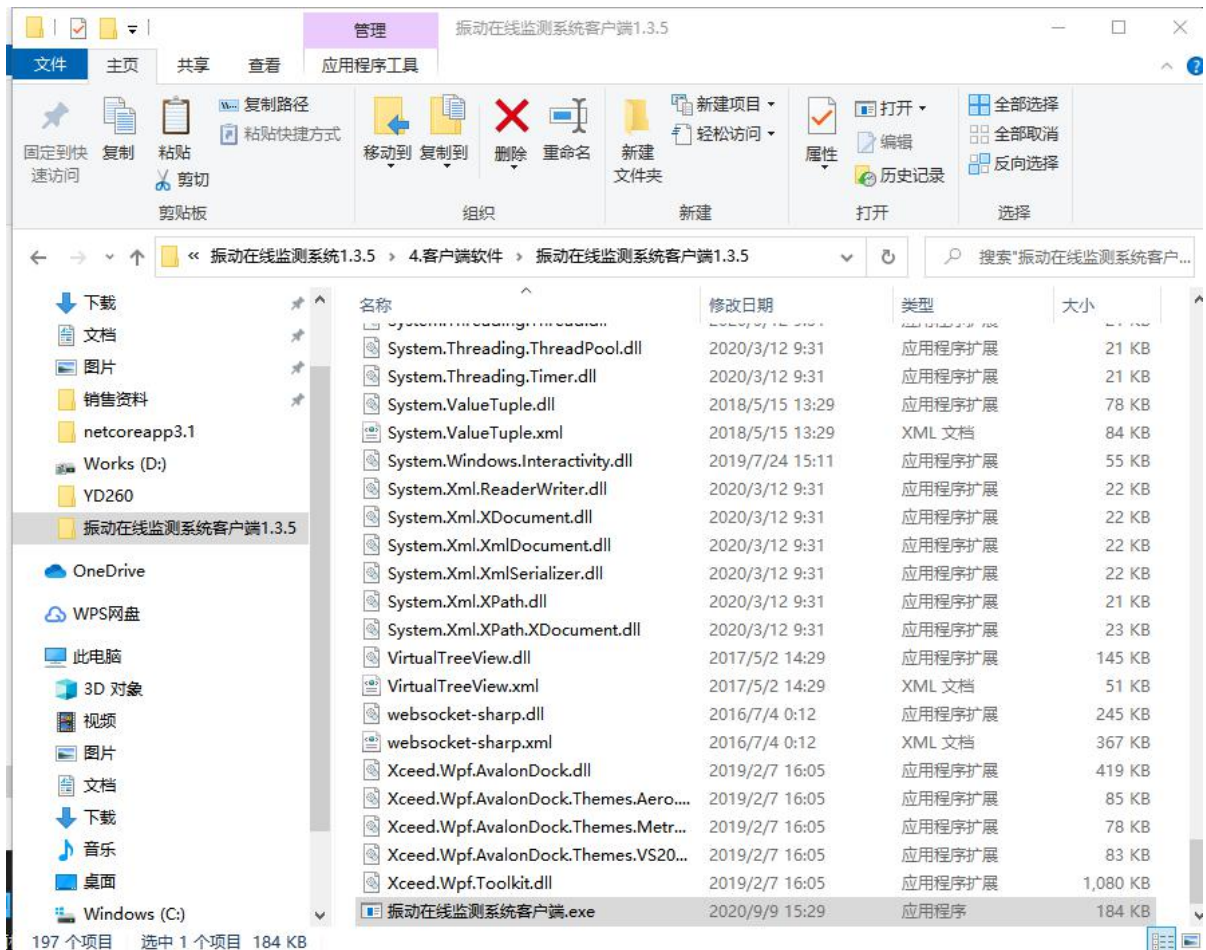 管理
振动在线监测系统客户端1.3.5
文件 主页 共享 查看 应用程序工具
固定到快速访问
复制
粘贴
复制路径
粘贴快捷方式
剪切
剪贴板
移动到
复制到
删除
重命名
组织
新建文件夹
新建项目
轻松访问
新建
属性
打开
编辑
历史记录
打开
全部选择
全部取消
反向选择
选择
« 振动在线监测系统1.3.5 › 4.客户端软件 › 振动在线监测系统客户端1.3.5
搜索"振动在线监测系统客户...
下载
文档
图片
销售资料
netcoreapp3.1
Works (D:)
YD260
振动在线监测系统客户端1.3.5
OneDrive
WPS网盘
此电脑
3D 对象
视频
图片
文档
下载
音乐
桌面
Windows (C:)
名称 修改日期 类型 大小
System.Threading.ThreadPool.dll 2020/3/12 9:31 应用程序扩展 21 KB
System.Threading.Timer.dll 2020/3/12 9:31 应用程序扩展 21 KB
System.ValueTuple.dll 2018/5/15 13:29 应用程序扩展 78 KB
System.ValueTuple.xml 2018/5/15 13:29 XML 文档 84 KB
System.Windows.Interactivity.dll 2019/7/24 15:11 应用程序扩展 55 KB
System.Xml.ReaderWriter.dll 2020/3/12 9:31 应用程序扩展 22 KB
System.Xml.XDocument.dll 2020/3/12 9:31 应用程序扩展 22 KB
System.Xml.XmlDocument.dll 2020/3/12 9:31 应用程序扩展 22 KB
System.Xml.XmlSerializer.dll 2020/3/12 9:31 应用程序扩展 22 KB
System.Xml.XPath.dll 2020/3/12 9:31 应用程序扩展 21 KB
System.Xml.XPath.XDocument.dll 2020/3/12 9:31 应用程序扩展 23 KB
VirtualTreeView.dll 2017/5/2 14:29 应用程序扩展 145 KB
VirtualTreeView.xml 2017/5/2 14:29 XML 文档 51 KB
websocket-sharp.dll 2016/7/4 0:12 应用程序扩展 245 KB
websocket-sharp.xml 2016/7/4 0:12 XML 文档 367 KB
Xceed.Wpf.AvalonDock.dll 2019/2/7 16:05 应用程序扩展 419 KB
Xceed.Wpf.AvalonDock.Themes.Aero.... 2019/2/7 16:05 应用程序扩展 85 KB
Xceed.Wpf.AvalonDock.Themes.Metr... 2019/2/7 16:05 应用程序扩展 78 KB
Xceed.Wpf.AvalonDock.Themes.VS20... 2019/2/7 16:05 应用程序扩展 83 KB
Xceed.Wpf.Toolkit.dll 2019/2/7 16:05 应用程序扩展 1,080 KB
振动在线监测系统客户端.exe 2020/9/9 15:29 应用程序 184 KB
197 个项目 选中 1 个项目 184 KB